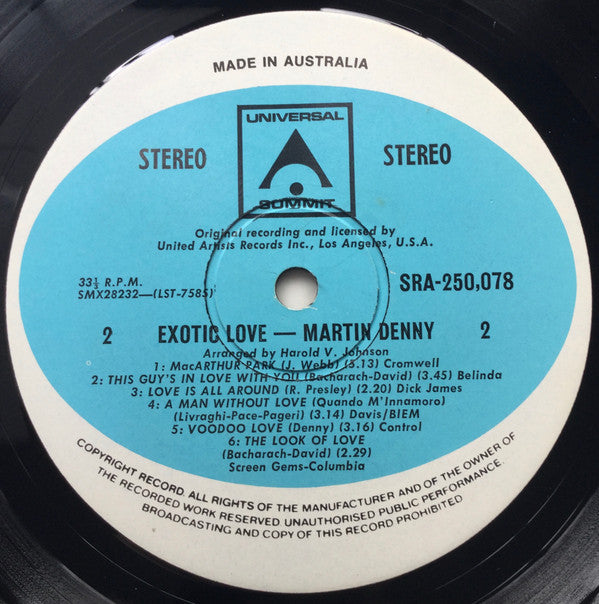 MADE IN AUSTRALIA
UNIVERSAL
SUMMIT
STEREO STEREO
Original recording and licensed by
United Artists Records Inc., Los Angeles, U.S.A.
33⅓ R.P.M.
SMX28232—(LST-7585)
SRA-250,078
2 EXOTIC LOVE — MARTIN DENNY 2
Arranged by Harold V. Johnson
1: MacARTHUR PARK (J. Webb) (5.13) Cromwell
2: THIS GUY'S IN LOVE WITH YOU (Bacharach-David) (3.45) Belinda
3: LOVE IS ALL AROUND (R. Presley) (2.20) Dick James
4: A MAN WITHOUT LOVE (Quando M'Innamoro)
(Livraghi-Pace-Pageri) (3.14) Davis/BIEM
5: VOODOO LOVE (Denny) (3.16) Control
6: THE LOOK OF LOVE
(Bacharach-David) (2.29)
Screen Gems-Columbia
COPYRIGHT RECORD. ALL RIGHTS OF THE MANUFACTURER AND OF THE OWNER OF
THE RECORDED WORK RESERVED. UNAUTHORISED PUBLIC PERFORMANCE,
BROADCASTING AND COPY OF THIS RECORD PROHIBITED